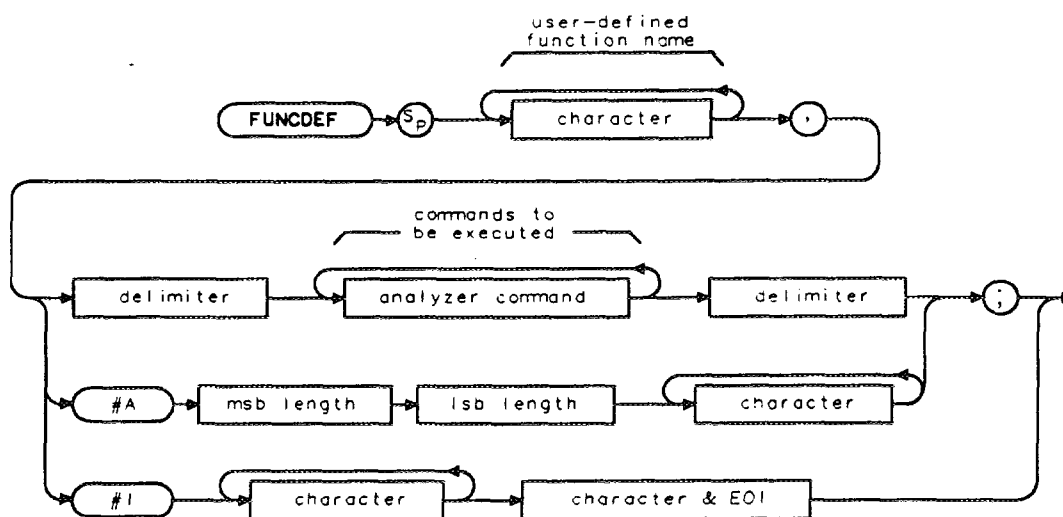 user-defined
function name
FUNCDEF
Sp
character
,
commands to
be executed
delimiter
analyzer command
delimiter
;
#A
msb length
lsb length
character
#I
character
character & EOI